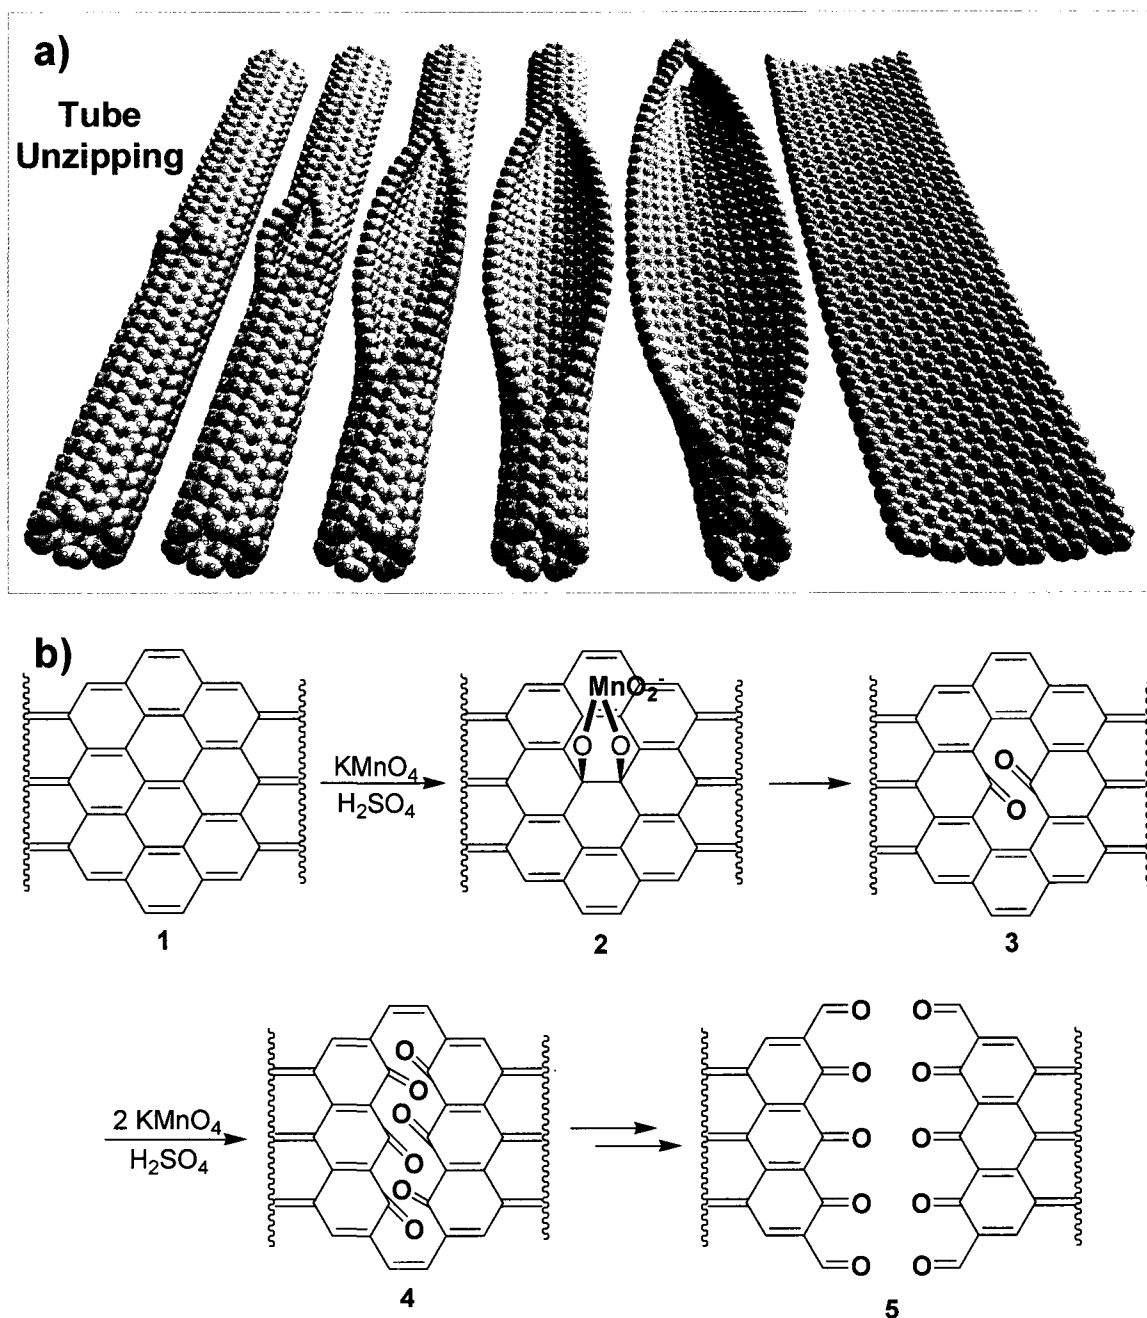 a)
Tube
Unzipping
b)
MnO2-
O O
KMnO4
H2SO4
O
O
1
2
3
2 KMnO4
H2SO4
O
O
O
O
O
O
4
O O
O O
O O
O O
O O
5